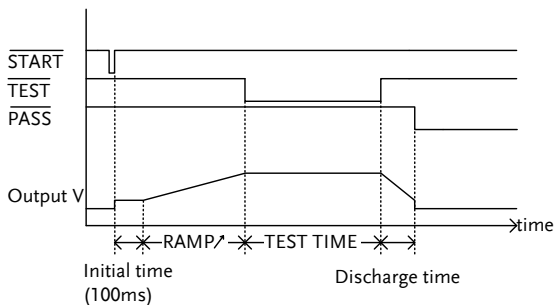 START
TEST
PASS
Output V
time
RAMP↗
TEST TIME
Initial time
(100ms)
Discharge time